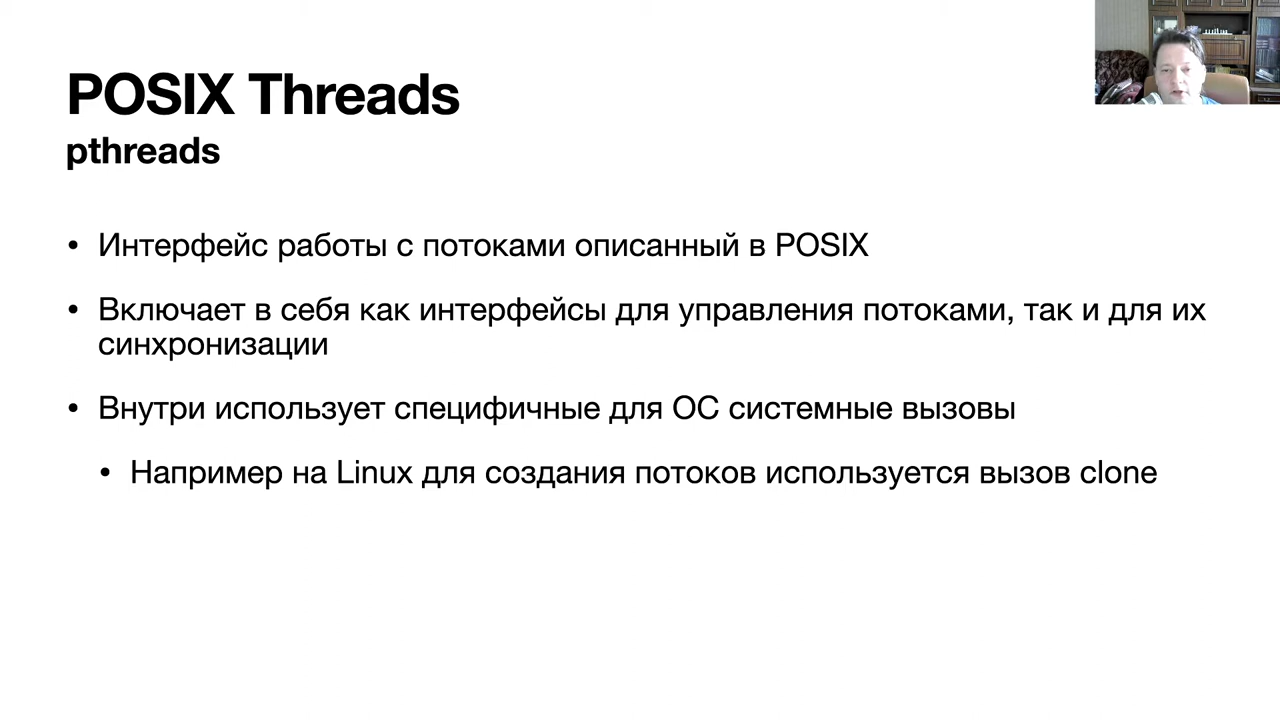 POSIX Threads
pthreads
• Интерфейс работы с потоками описанный в POSIX
• Включает в себя как интерфейсы для управления потоками, так и для их
синхронизации
• Внутри использует специфичные для ОС системные вызовы
• Например на Linux для создания потоков используется вызов clone